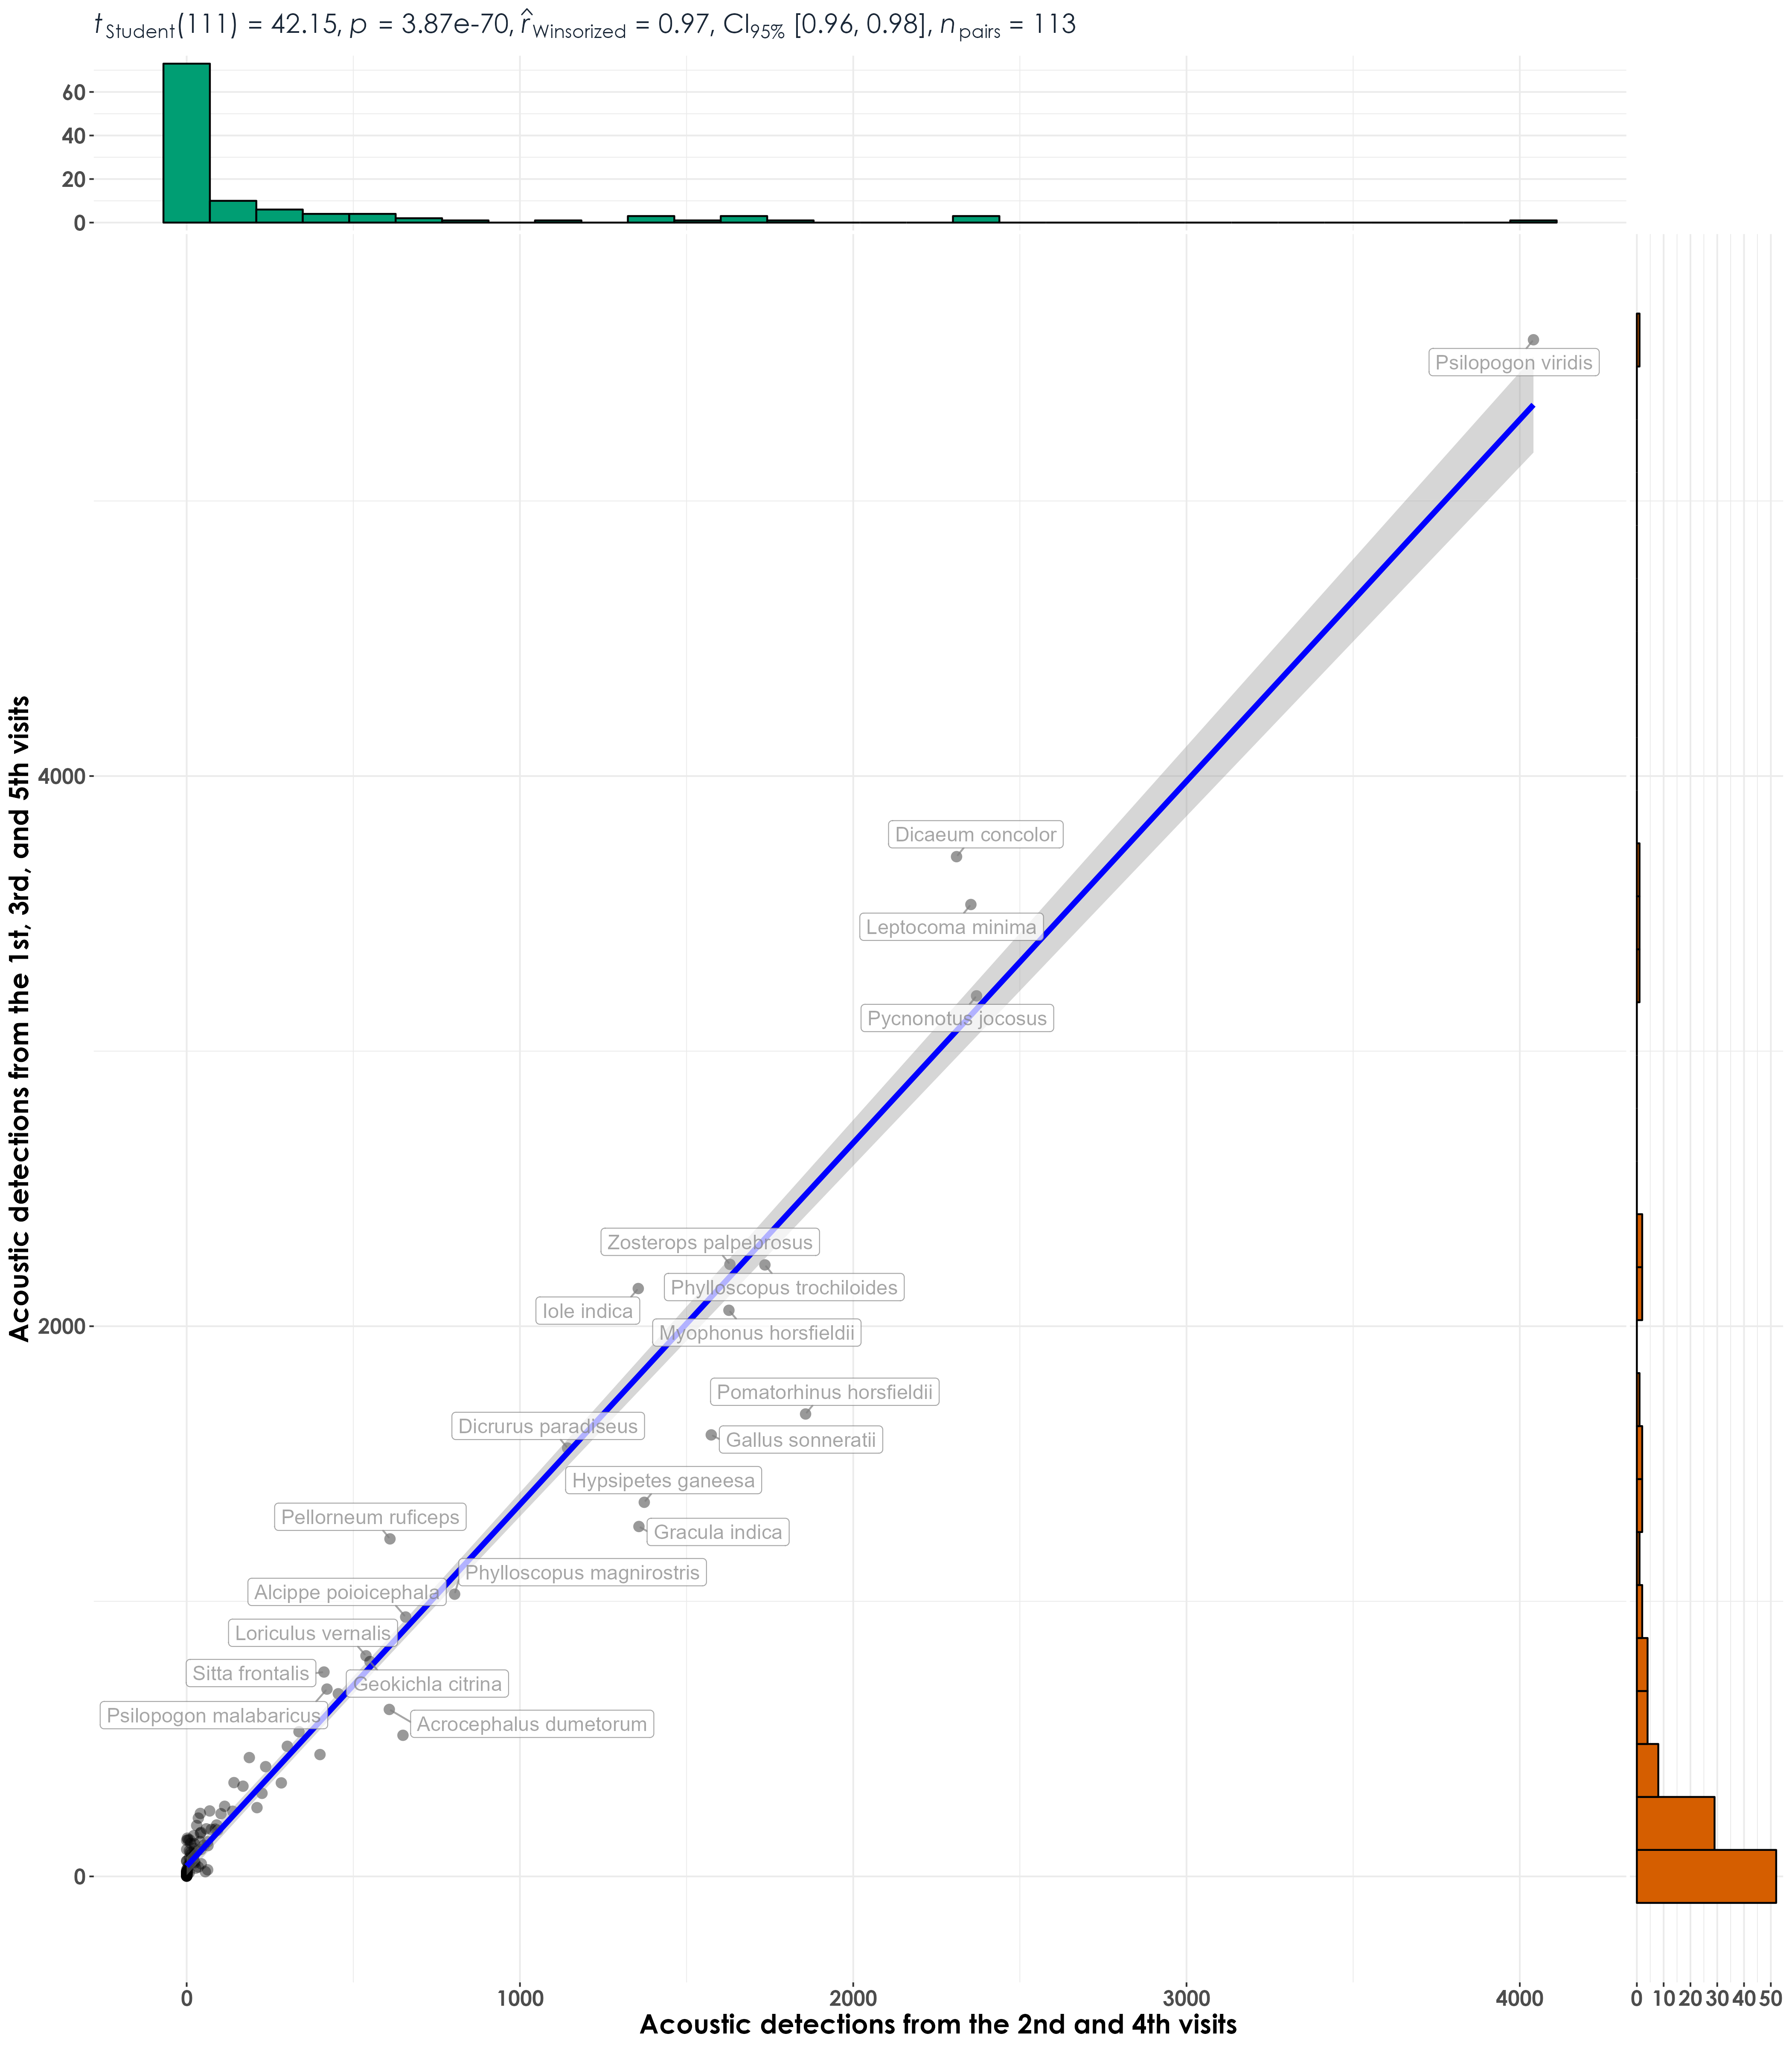 tStudent(111) = 42.15, p = 3.87e-70, r̂Winsorized = 0.97, CI95% [0.96, 0.98], npairs = 113
60
40
20
0
Psilopogon viridis
Acoustic detections from the 1st, 3rd, and 5th visits
4000
Dicaeum concolor
Leptocoma minima
Pycnonotus jocosus
Zosterops palpebrosus
Phylloscopus trochiloides
Iole indica
2000
Myophonus horsfieldii
Pomatorhinus horsfieldii
Dicrurus paradiseus
Gallus sonneratii
Hypsipetes ganeesa
Pellorneum ruficeps
Gracula indica
Phylloscopus magnirostris
Alcippe poioicephala
Loriculus vernalis
Sitta frontalis
Geokichla citrina
Psilopogon malabaricus
Acrocephalus dumetorum
0
0 1000 2000 3000 4000
0 10 20 30 40 50
Acoustic detections from the 2nd and 4th visits